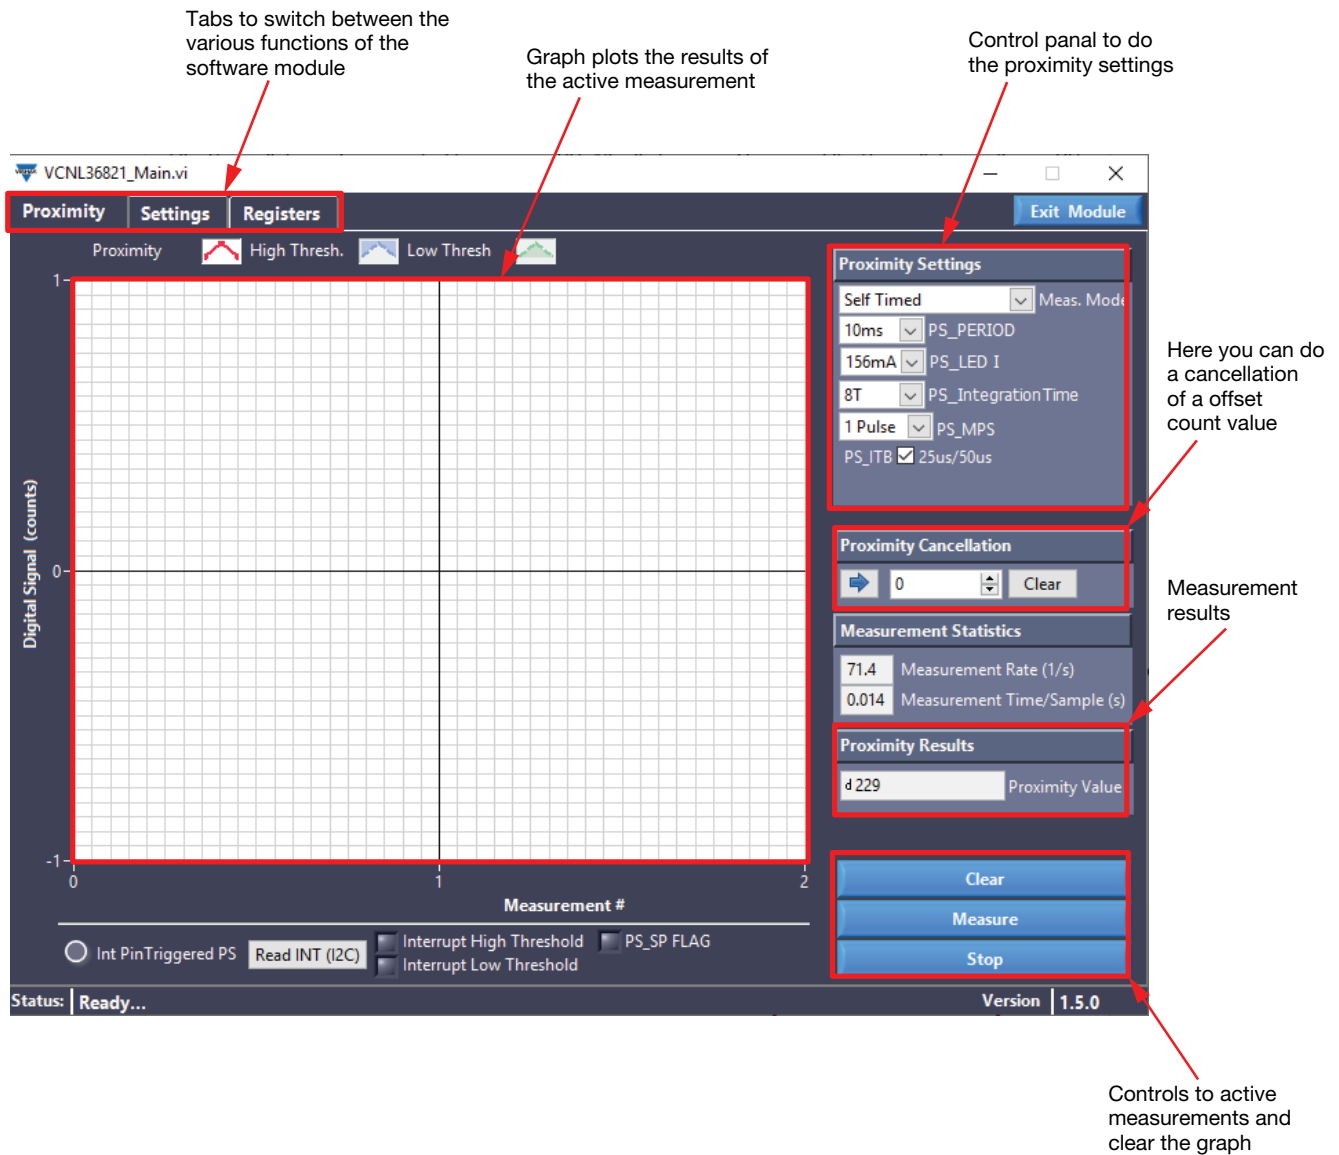 Tabs to switch between the
various functions of the
software module
Graph plots the results of
the active measurement
Control panal to do
the proximity settings
VCNL36821_Main.vi
Proximity
Settings
Registers
Exit Module
Proximity
High Thresh.
Low Thresh
1
0
-1
Digital Signal (counts)
0
1
2
Measurement #
Proximity Settings
Self Timed Meas. Mode
10ms PS_PERIOD
156mA PS_LED I
8T PS_IntegrationTime
1 Pulse PS_MPS
PS_ITB 25us/50us
Here you can do
a cancellation
of a offset
count value
Proximity Cancellation
0 Clear
Measurement Statistics
71.4 Measurement Rate (1/s)
0.014 Measurement Time/Sample (s)
Measurement
results
Proximity Results
d 229 Proximity Value
Clear
Measure
Stop
Int PinTriggered PS
Read INT (I2C)
Interrupt High Threshold
Interrupt Low Threshold
PS_SP FLAG
Status: Ready...
Version 1.5.0
Controls to active
measurements and
clear the graph